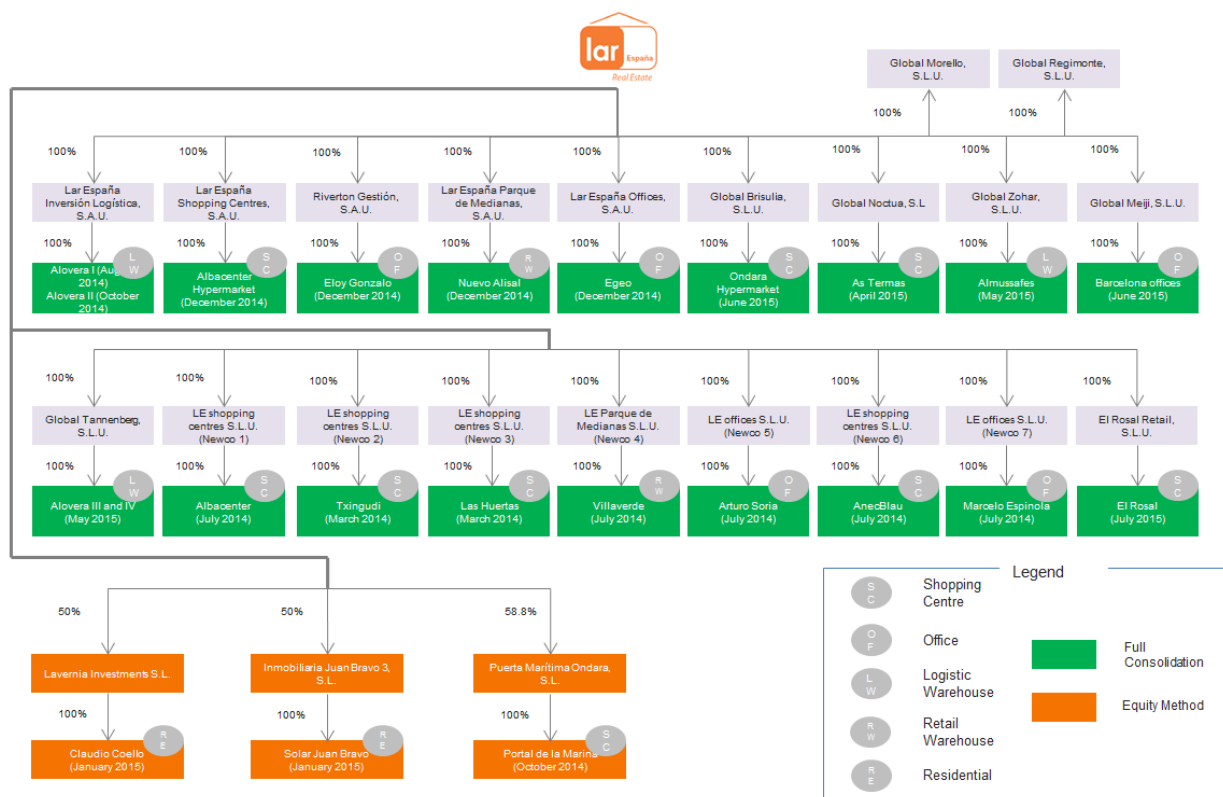 lar
España
Real Estate
Global Morello,
S.L.U.
Global Regimonte,
S.L.U.
100%
100%
100%
100%
100%
100%
100%
100%
100%
100%
100%
Lar España
Inversión Logística,
S.A.U.
Lar España
Shopping Centres,
S.A.U.
Riverton Gestión,
S.A.U.
Lar España Parque
de Medianas,
S.A.U.
Lar España Offices,
S.A.U.
Global Brisulia,
S.L.U.
Global Noctua, S.L
Global Zohar,
S.L.U.
Global Meiji, S.L.U.
100%
100%
100%
100%
100%
100%
100%
100%
100%
L
W
S
C
O
F
R
W
O
F
S
C
S
C
L
W
O
F
Alovera I (Aug
2014)
Alovera II (October
2014)
Albacenter
Hypermarket
(December 2014)
Eloy Gonzalo
(December 2014)
Nuevo Alisal
(December 2014)
Egeo
(December 2014)
Ondara
Hypermarket
(June 2015)
As Termas
(April 2015)
Almussafes
(May 2015)
Barcelona offices
(June 2015)
100%
100%
100%
100%
100%
100%
100%
100%
100%
Global Tannenberg,
S.L.U.
LE shopping
centres S.L.U.
(Newco 1)
LE shopping
centres S.L.U.
(Newco 2)
LE shopping
centres S.L.U.
(Newco 3)
LE Parque de
Medianas S.L.U.
(Newco 4)
LE offices S.L.U.
(Newco 5)
LE shopping
centres S.L.U.
(Newco 6)
LE offices S.L.U.
(Newco 7)
El Rosal Retail,
S.L.U.
100%
100%
100%
100%
100%
100%
100%
100%
100%
L
W
S
C
S
C
S
C
R
W
O
F
S
C
O
F
S
C
Alovera III and IV
(May 2015)
Albacenter
(July 2014)
Txingudi
(March 2014)
Las Huertas
(March 2014)
Villaverde
(July 2014)
Arturo Soria
(July 2014)
AnecBlau
(July 2014)
Marcelo Espinola
(July 2014)
El Rosal
(July 2015)
50%
50%
58.8%
Lavernia Investments S.L.
Inmobiliaria Juan Bravo 3,
S.L.
Puerta Marítima Ondara,
S.L.
100%
100%
100%
R
E
R
E
S
C
Claudio Coello
(January 2015)
Solar Juan Bravo
(January 2015)
Portal de la Marina
(October 2014)
Legend
S
C
Shopping
Centre
O
F
Office
L
W
Logistic
Warehouse
R
W
Retail
Warehouse
R
E
Residential
Full
Consolidation
Equity Method